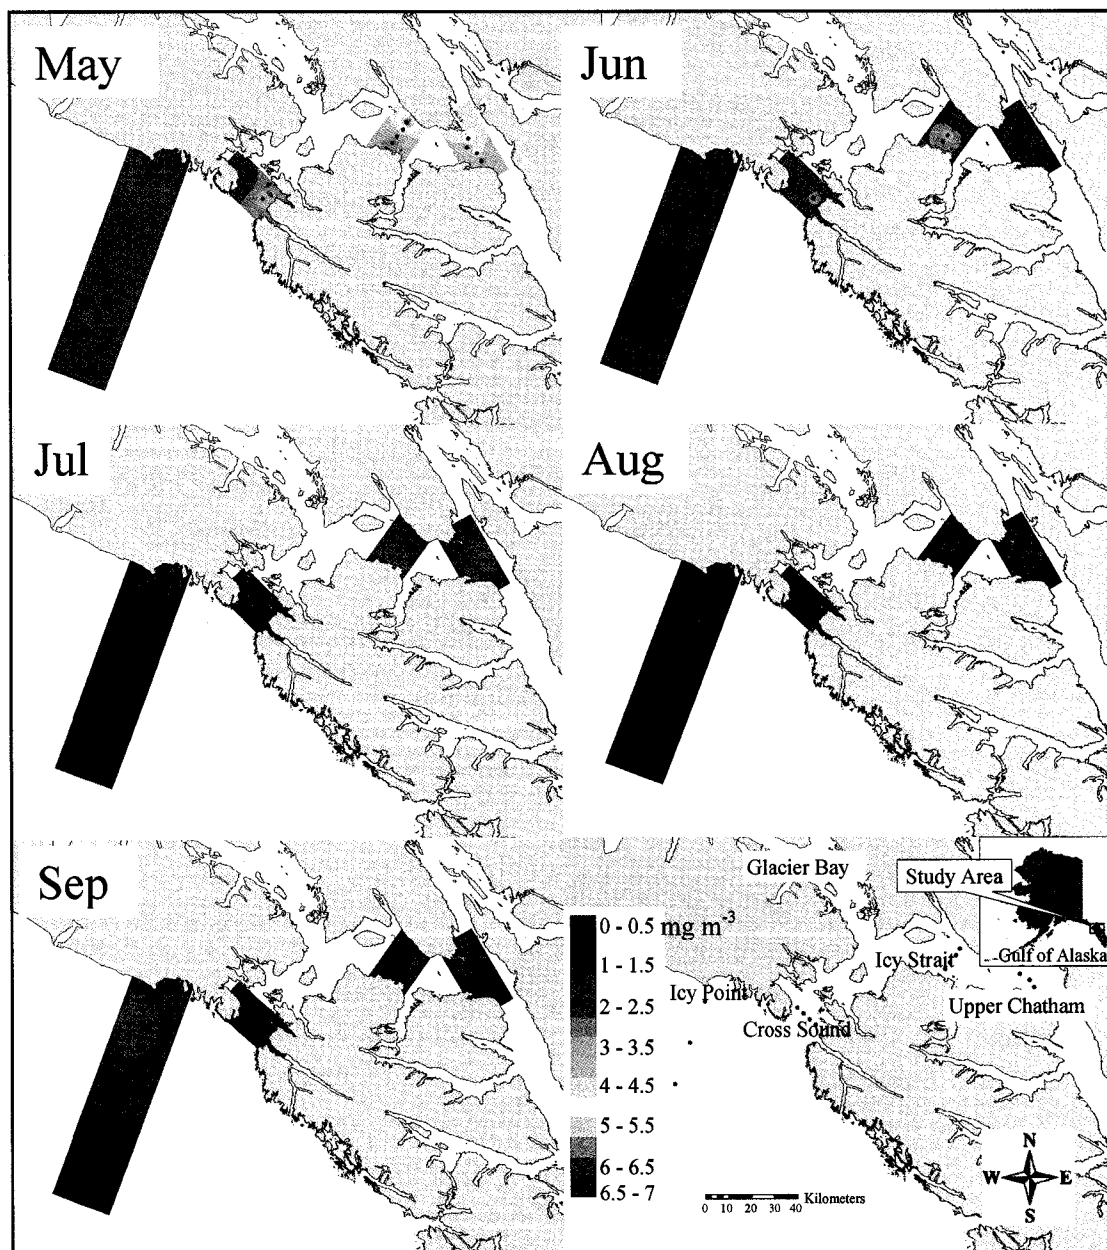 May
Jun
Jul
Aug
Sep
Glacier Bay
Study Area
Gulf of Alaska
Icy Strait
Icy Point
Upper Chatham
Cross Sound
0 - 0.5 mg m-3
1 - 1.5
2 - 2.5
3 - 3.5
4 - 4.5
5 - 5.5
6 - 6.5
6.5 - 7
N
W E
S
Kilometers
0 10 20 30 40